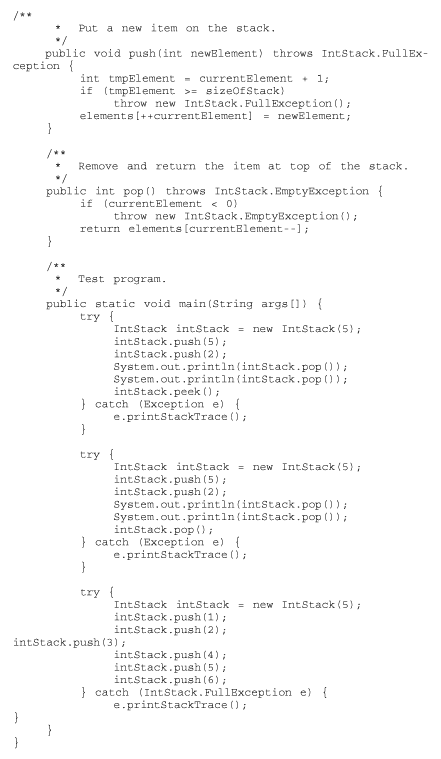 /**
 *   Put a new item on the stack.
 */
public void push(int newElement) throws IntStack.FullEx-
ception {
int tmpElement = currentElement + 1;
if (tmpElement >= sizeOfStack)
throw new IntStack.FullException();
elements[++currentElement] = newElement;
}
/**
 *   Remove and return the item at top of the stack.
 */
public int pop() throws IntStack.EmptyException {
if (currentElement < 0)
throw new IntStack.EmptyException();
return elements[currentElement--];
}
/**
 *   Test program.
 */
public static void main(String args[]) {
try {
IntStack intStack = new IntStack(5);
intStack.push(5);
intStack.push(2);
System.out.println(intStack.pop());
System.out.println(intStack.pop());
intStack.peek();
} catch (Exception e) {
e.printStackTrace();
}
try {
IntStack intStack = new IntStack(5);
intStack.push(5);
intStack.push(2);
System.out.println(intStack.pop());
System.out.println(intStack.pop());
intStack.pop();
} catch (Exception e) {
e.printStackTrace();
}
try {
IntStack intStack = new IntStack(5);
intStack.push(1);
intStack.push(2);
intStack.push(3);
intStack.push(4);
intStack.push(5);
intStack.push(6);
} catch (IntStack.FullException e) {
e.printStackTrace();
}
}
}